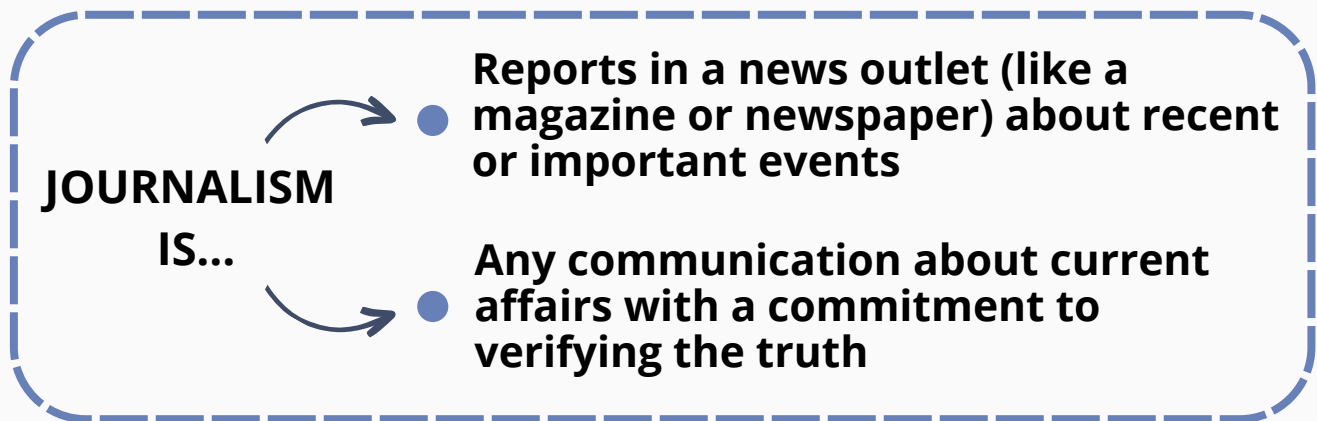 JOURNALISM
IS...
Reports in a news outlet (like a
magazine or newspaper) about recent
or important events
Any communication about current
affairs with a commitment to
verifying the truth